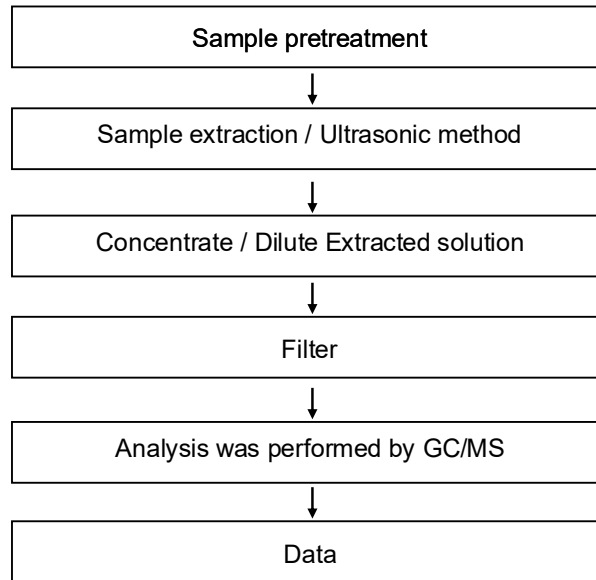 Sample pretreatment
Sample extraction / Ultrasonic method
Concentrate / Dilute Extracted solution
Filter
Analysis was performed by GC/MS
Data